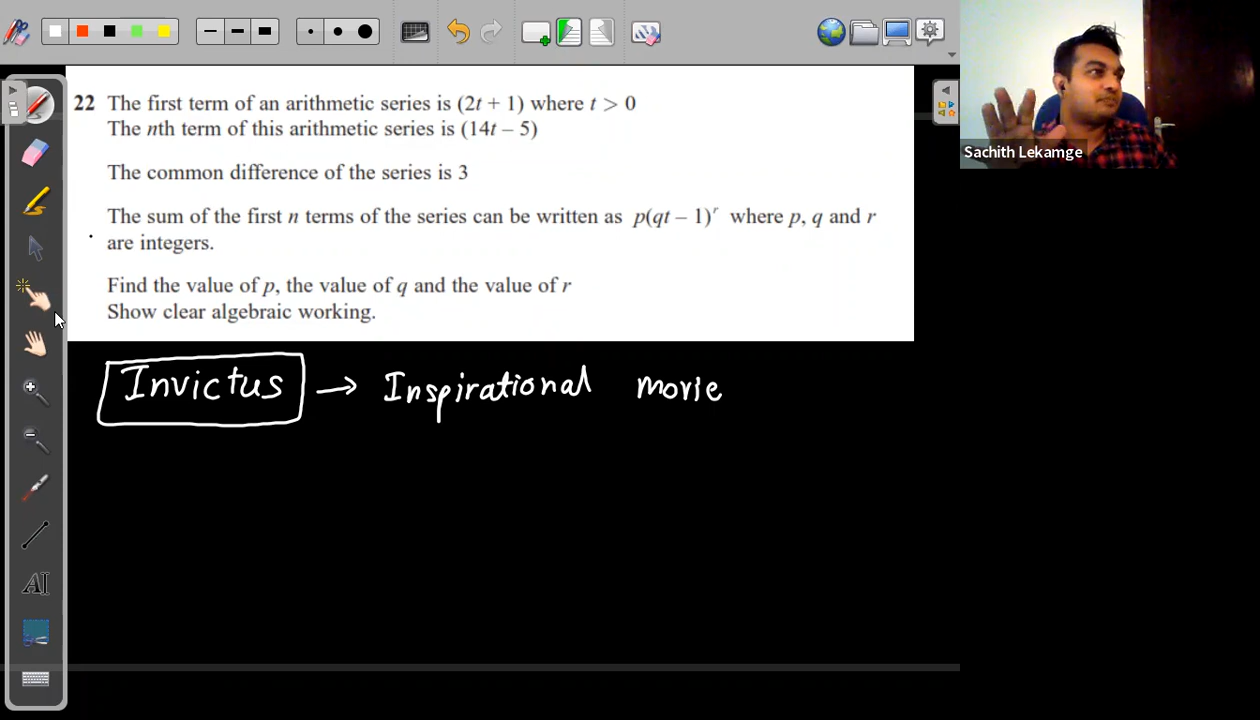 22 The first term of an arithmetic series is (2t + 1) where t > 0
The nth term of this arithmetic series is (14t – 5)
The common difference of the series is 3
The sum of the first n terms of the series can be written as p(qt – 1)^r where p, q and r
are integers.
Find the value of p, the value of q and the value of r
Show clear algebraic working.
Invictus → Inspirational movie
Sachith Lekamge
AI